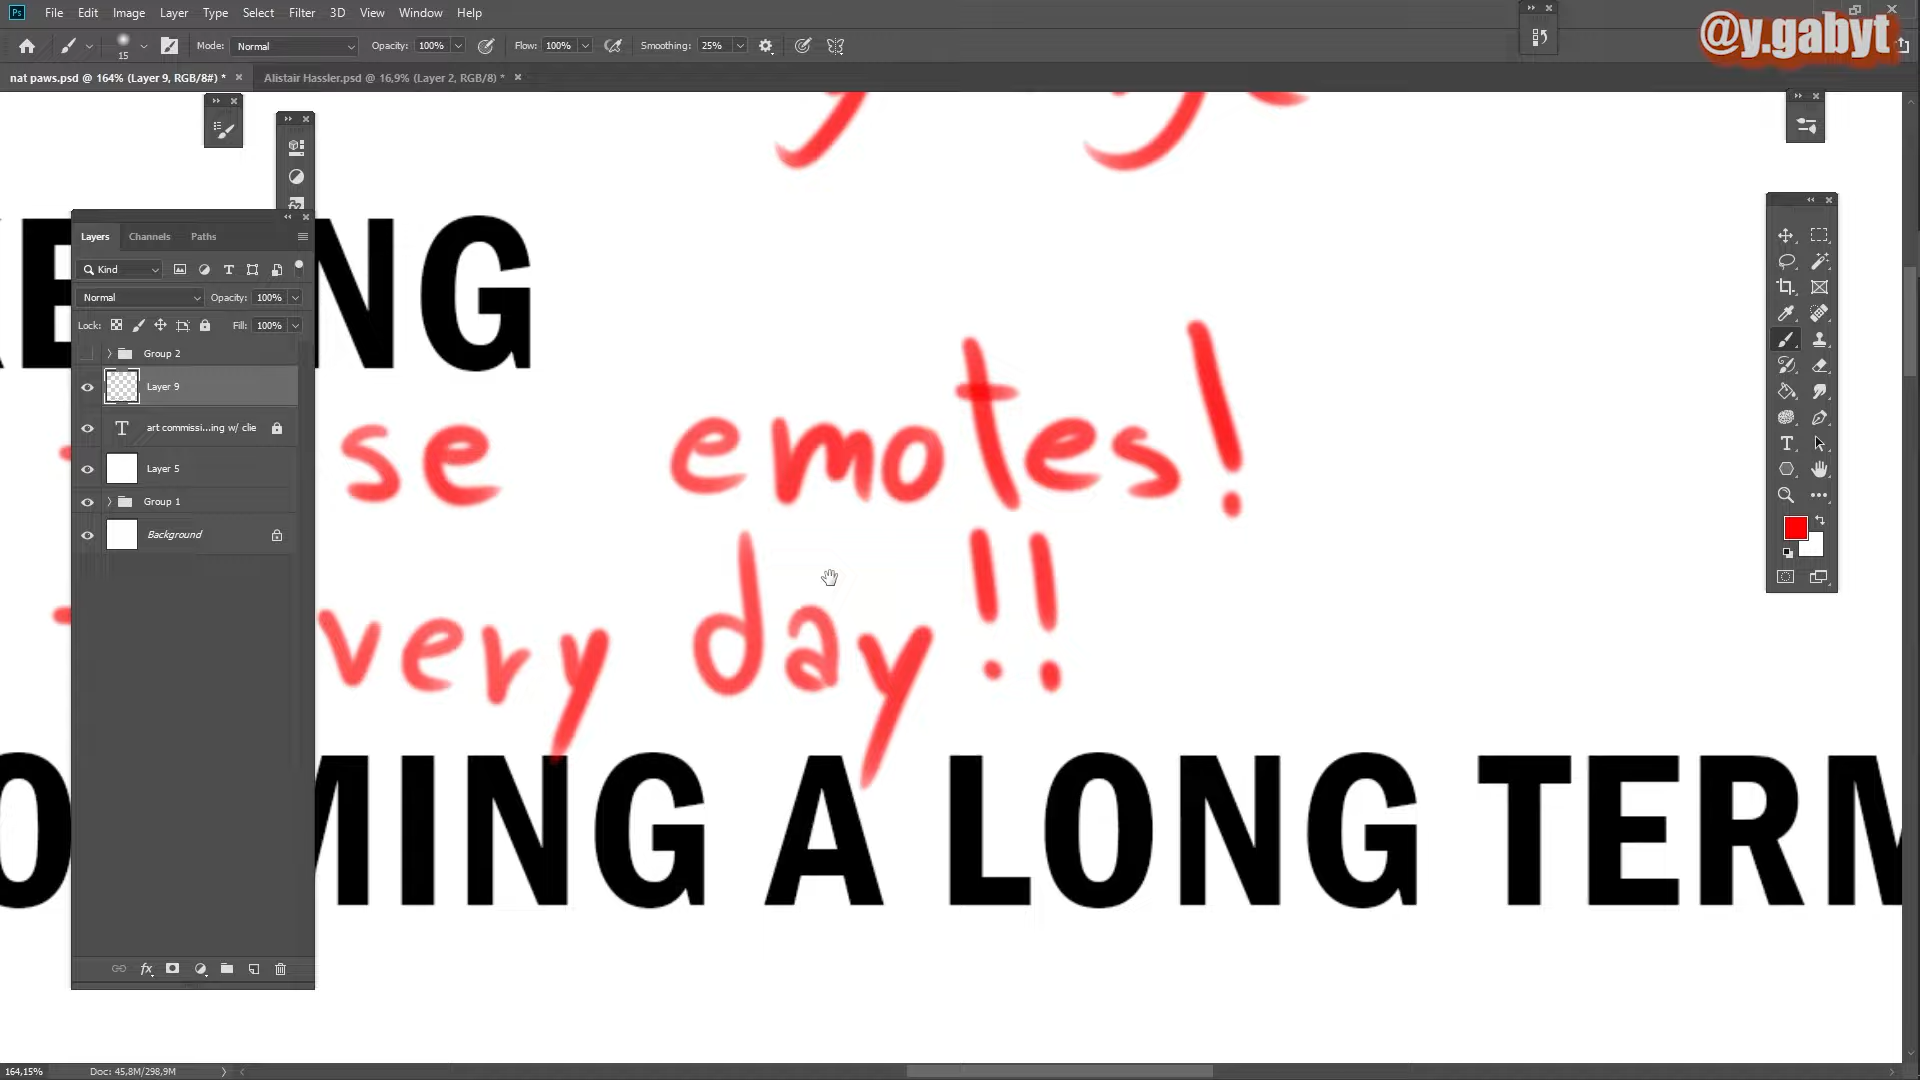 File Edit Image Layer Type Select Filter 3D View Window Help
@y.gabyt
15 Mode: Normal Opacity: 100% Flow: 100% Smoothing: 25%
nat paws.psd @ 164% (Layer 9, RGB/8#) * Alistair Hassler.psd @ 16,9% (Layer 2, RGB/8) *
NG
Layers Channels Paths
Kind
Normal Opacity: 100%
Lock: Fill: 100%
Group 2
Layer 9
art commissi...ing w/ clie
Layer 5
Group 1
Background
se emotes!
very day!!
MING A LONG TERM
164,15% Doc: 45,8M/298,9M